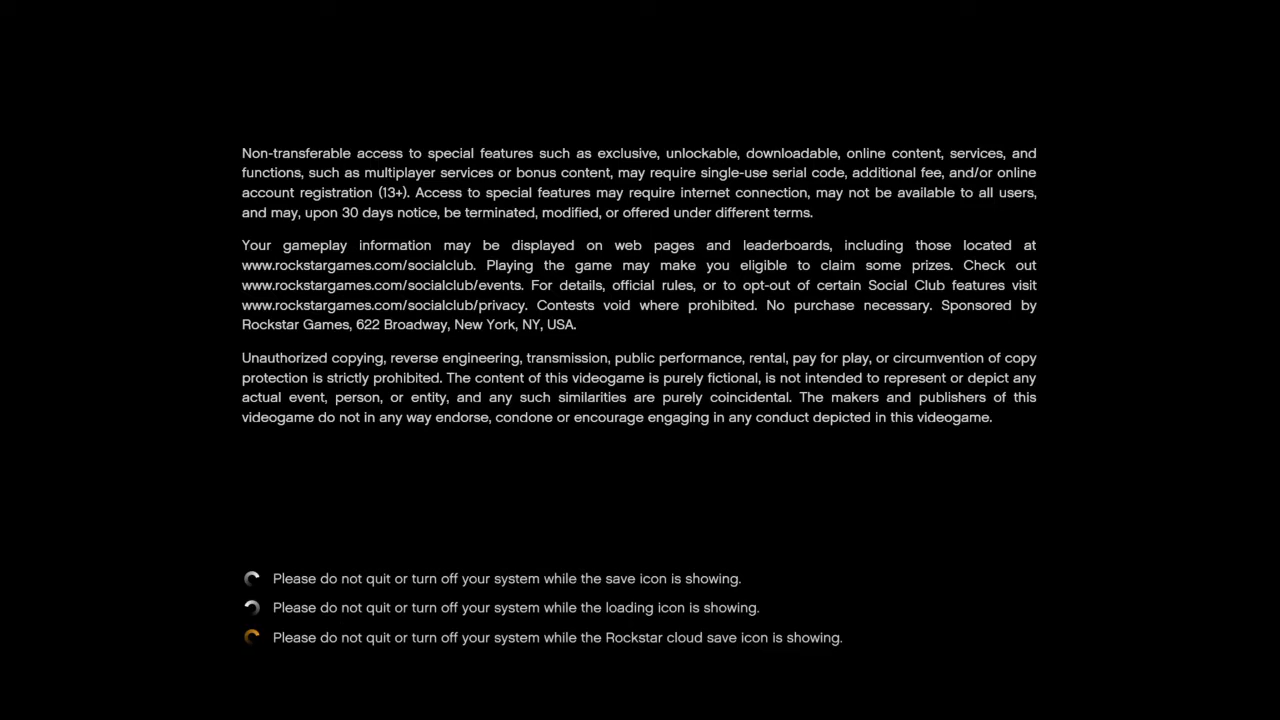 Non-transferable access to special features such as exclusive, unlockable, downloadable, online content, services, and
functions, such as multiplayer services or bonus content, may require single-use serial code, additional fee, and/or online
account registration (13+). Access to special features may require internet connection, may not be available to all users,
and may, upon 30 days notice, be terminated, modified, or offered under different terms.
Your gameplay information may be displayed on web pages and leaderboards, including those located at
www.rockstargames.com/socialclub. Playing the game may make you eligible to claim some prizes. Check out
www.rockstargames.com/socialclub/events. For details, official rules, or to opt-out of certain Social Club features visit
www.rockstargames.com/socialclub/privacy. Contests void where prohibited. No purchase necessary. Sponsored by
Rockstar Games, 622 Broadway, New York, NY, USA.
Unauthorized copying, reverse engineering, transmission, public performance, rental, pay for play, or circumvention of copy
protection is strictly prohibited. The content of this videogame is purely fictional, is not intended to represent or depict any
actual event, person, or entity, and any such similarities are purely coincidental. The makers and publishers of this
videogame do not in any way endorse, condone or encourage engaging in any conduct depicted in this videogame.
Please do not quit or turn off your system while the save icon is showing.
Please do not quit or turn off your system while the loading icon is showing.
Please do not quit or turn off your system while the Rockstar cloud save icon is showing.